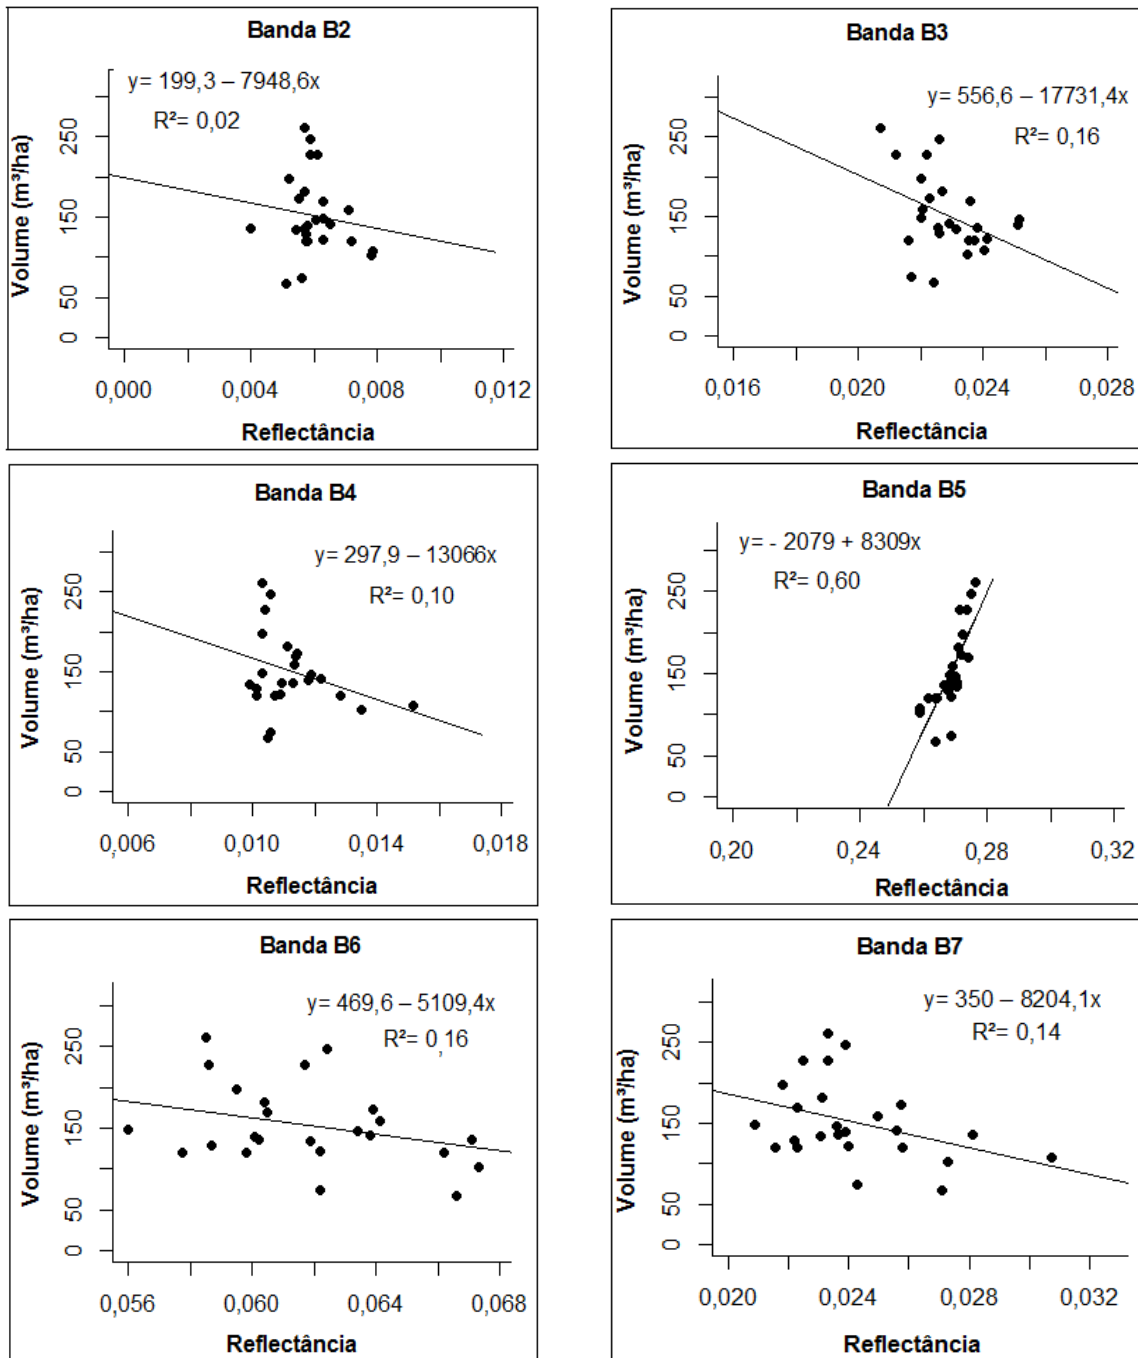 Banda B2
y= 199,3 – 7948,6x
R²= 0,02
Volume (m³/ha)
250
150
50
0
0,000 0,004 0,008 0,012
Reflectância
Banda B3
y= 556,6 – 17731,4x
R²= 0,16
Volume (m³/ha)
250
150
50
0
0,016 0,020 0,024 0,028
Reflectância
Banda B4
y= 297,9 – 13066x
R²= 0,10
Volume (m³/ha)
250
150
50
0
0,006 0,010 0,014 0,018
Reflectância
Banda B5
y= - 2079 + 8309x
R²= 0,60
Volume (m³/ha)
250
150
50
0
0,20 0,24 0,28 0,32
Reflectância
Banda B6
y= 469,6 – 5109,4x
R²= 0,16
Volume (m³/ha)
250
150
50
0
0,056 0,060 0,064 0,068
Reflectância
Banda B7
y= 350 – 8204,1x
R²= 0,14
Volume (m³/ha)
250
150
50
0
0,020 0,024 0,028 0,032
Reflectância